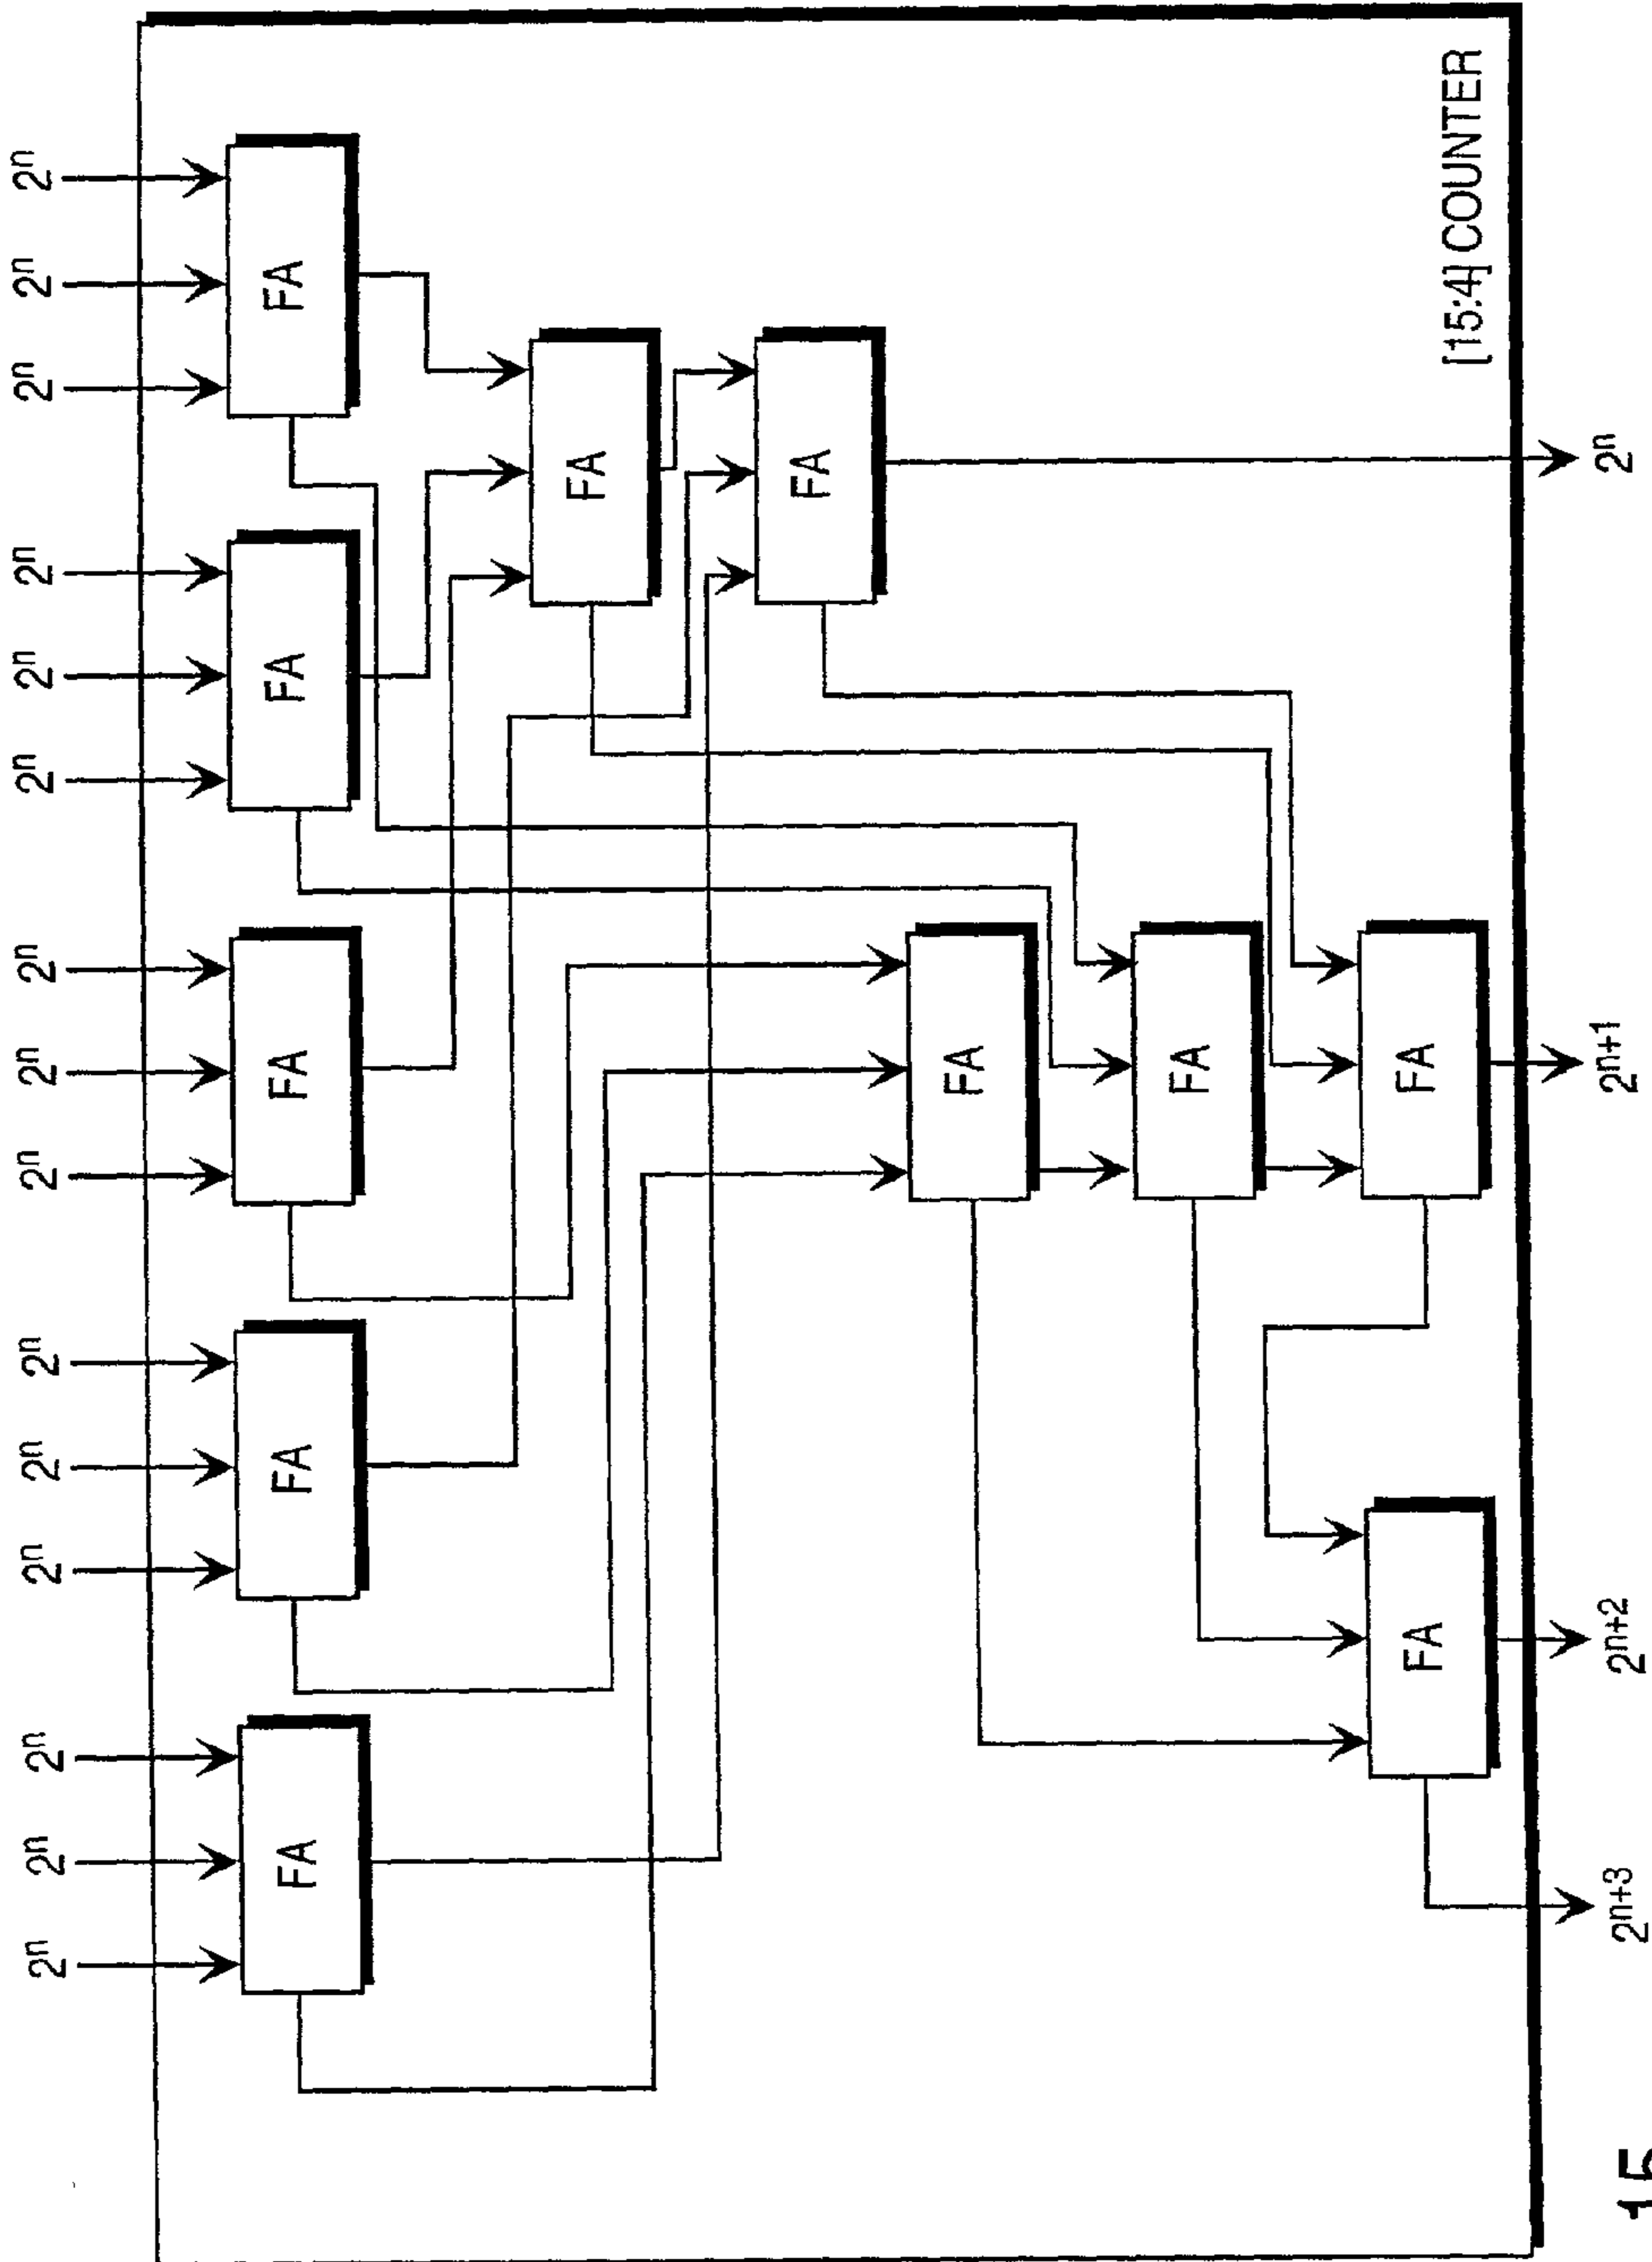 2ⁿ 2ⁿ 2ⁿ 2ⁿ 2ⁿ 2ⁿ 2ⁿ 2ⁿ 2ⁿ 2ⁿ 2ⁿ 2ⁿ 2ⁿ 2ⁿ 2ⁿ
FA FA FA FA FA
FA
FA
FA
FA
FA FA
[15:4] COUNTER
2ⁿ⁺³ 2ⁿ⁺² 2ⁿ⁺¹ 2ⁿ
15